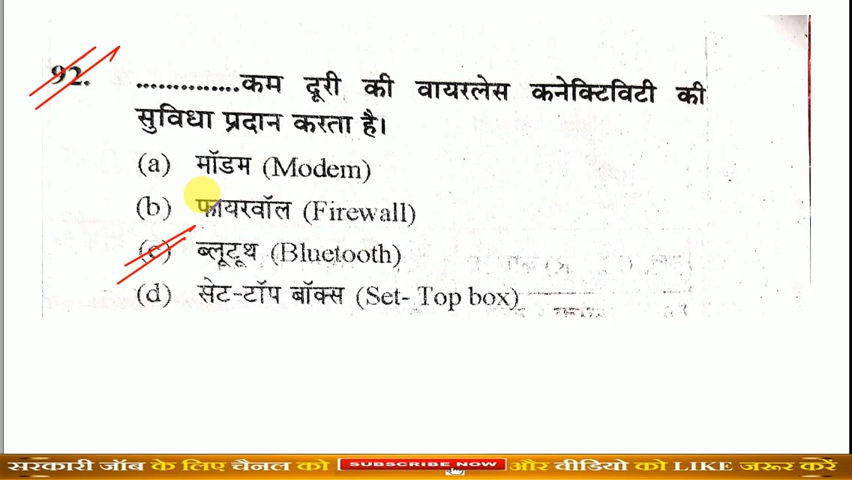 92. ...............कम दूरी की वायरलेस कनेक्टिविटी की
सुविधा प्रदान करता है।
(a) मॉडम (Modem)
(b) फायरवॉल (Firewall)
(c) ब्लूटूथ (Bluetooth)
(d) सेट-टॉप बॉक्स (Set- Top box)
सरकारी जॉब के लिए चैनल को SUBSCRIBE NOW और वीडियो को LIKE जरूर करें